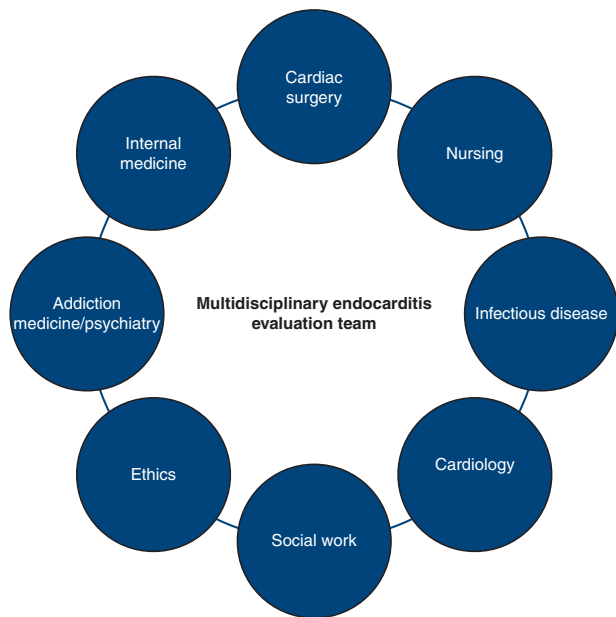 Cardiac
surgery
Nursing
Infectious disease
Cardiology
Social work
Ethics
Addiction
medicine/psychiatry
Internal
medicine
Multidisciplinary endocarditis
evaluation team